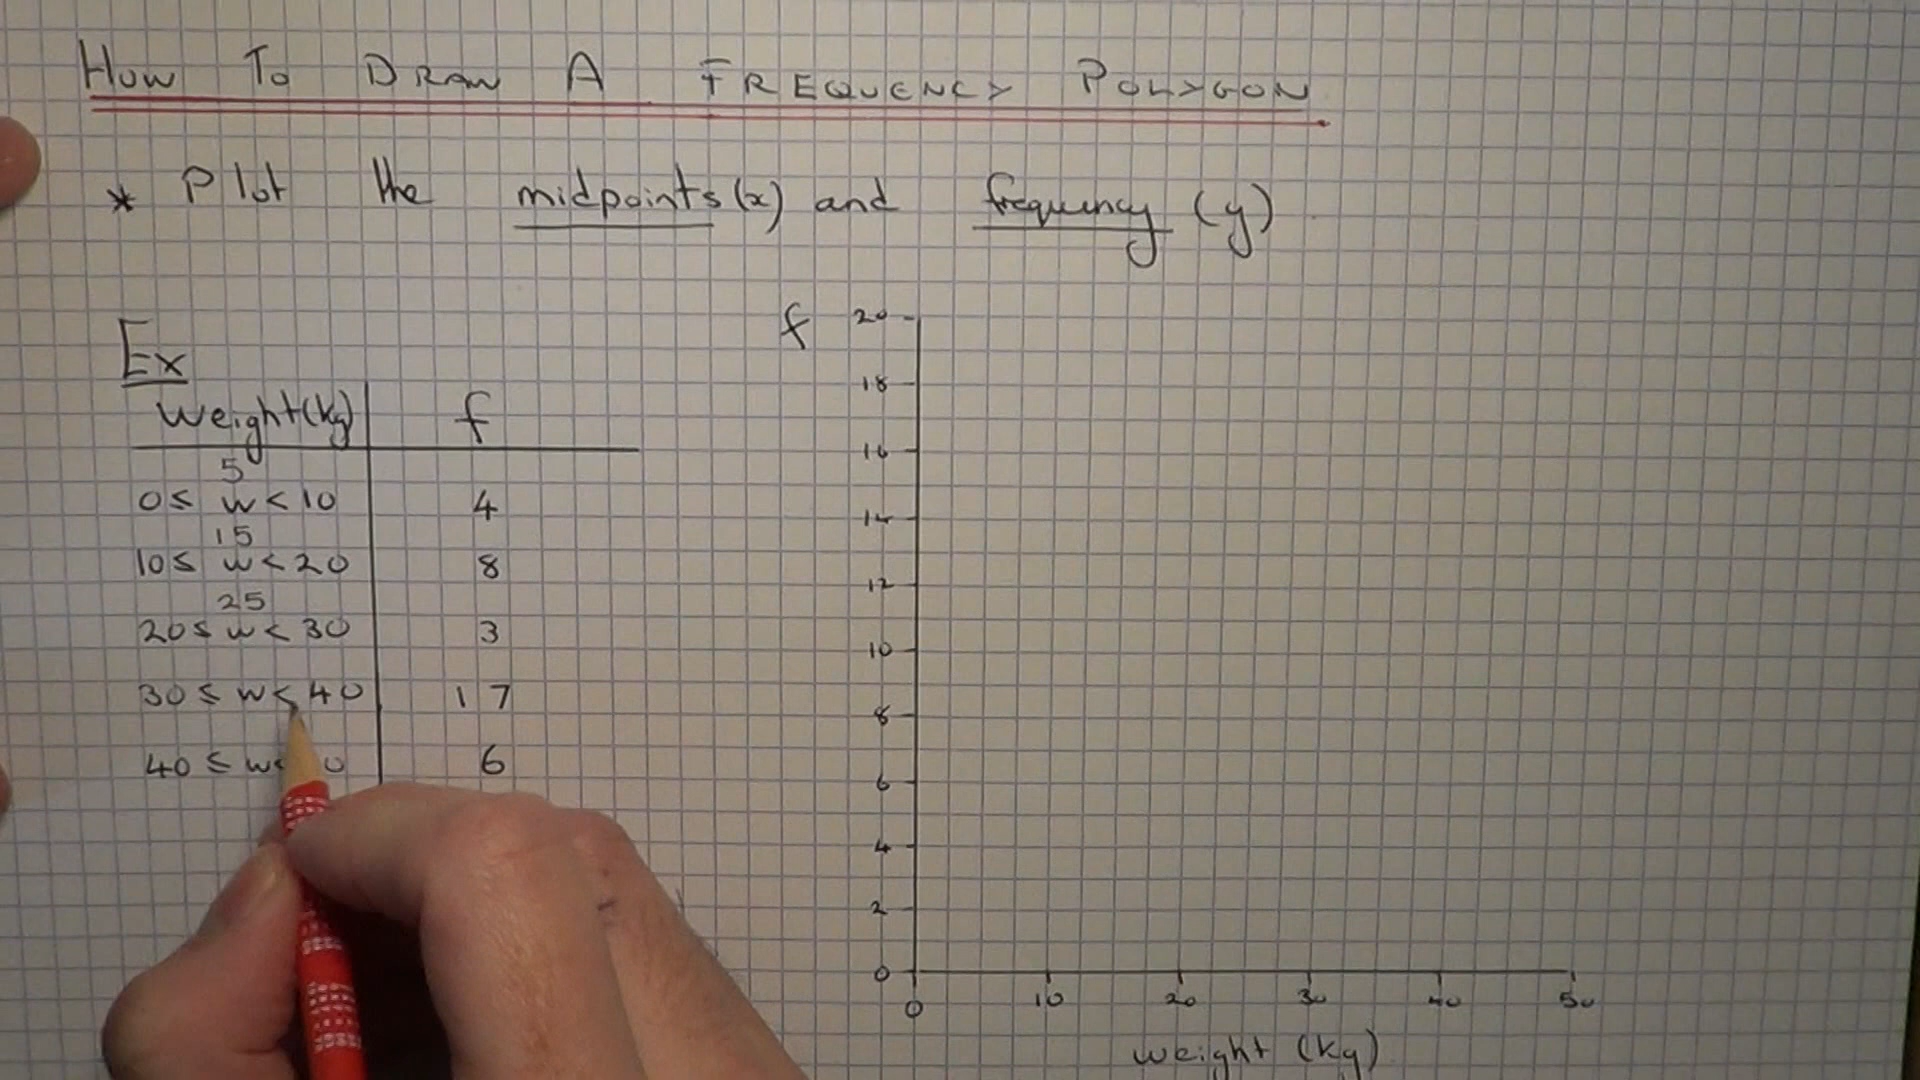 HOW TO DRAW A FREQUENCY POLYGON
* Plot the midpoints (x) and frequency (y)
Ex
Weight (kg) f
5
0 ≤ w < 10 4
15
10 ≤ w < 20 8
25
20 ≤ w < 30 3
30 ≤ w < 40 17
40 ≤ w < 0 6
f 20
18
16
14
12
10
8
6
4
2
0
0 10 20 30 40 50
weight (kg)